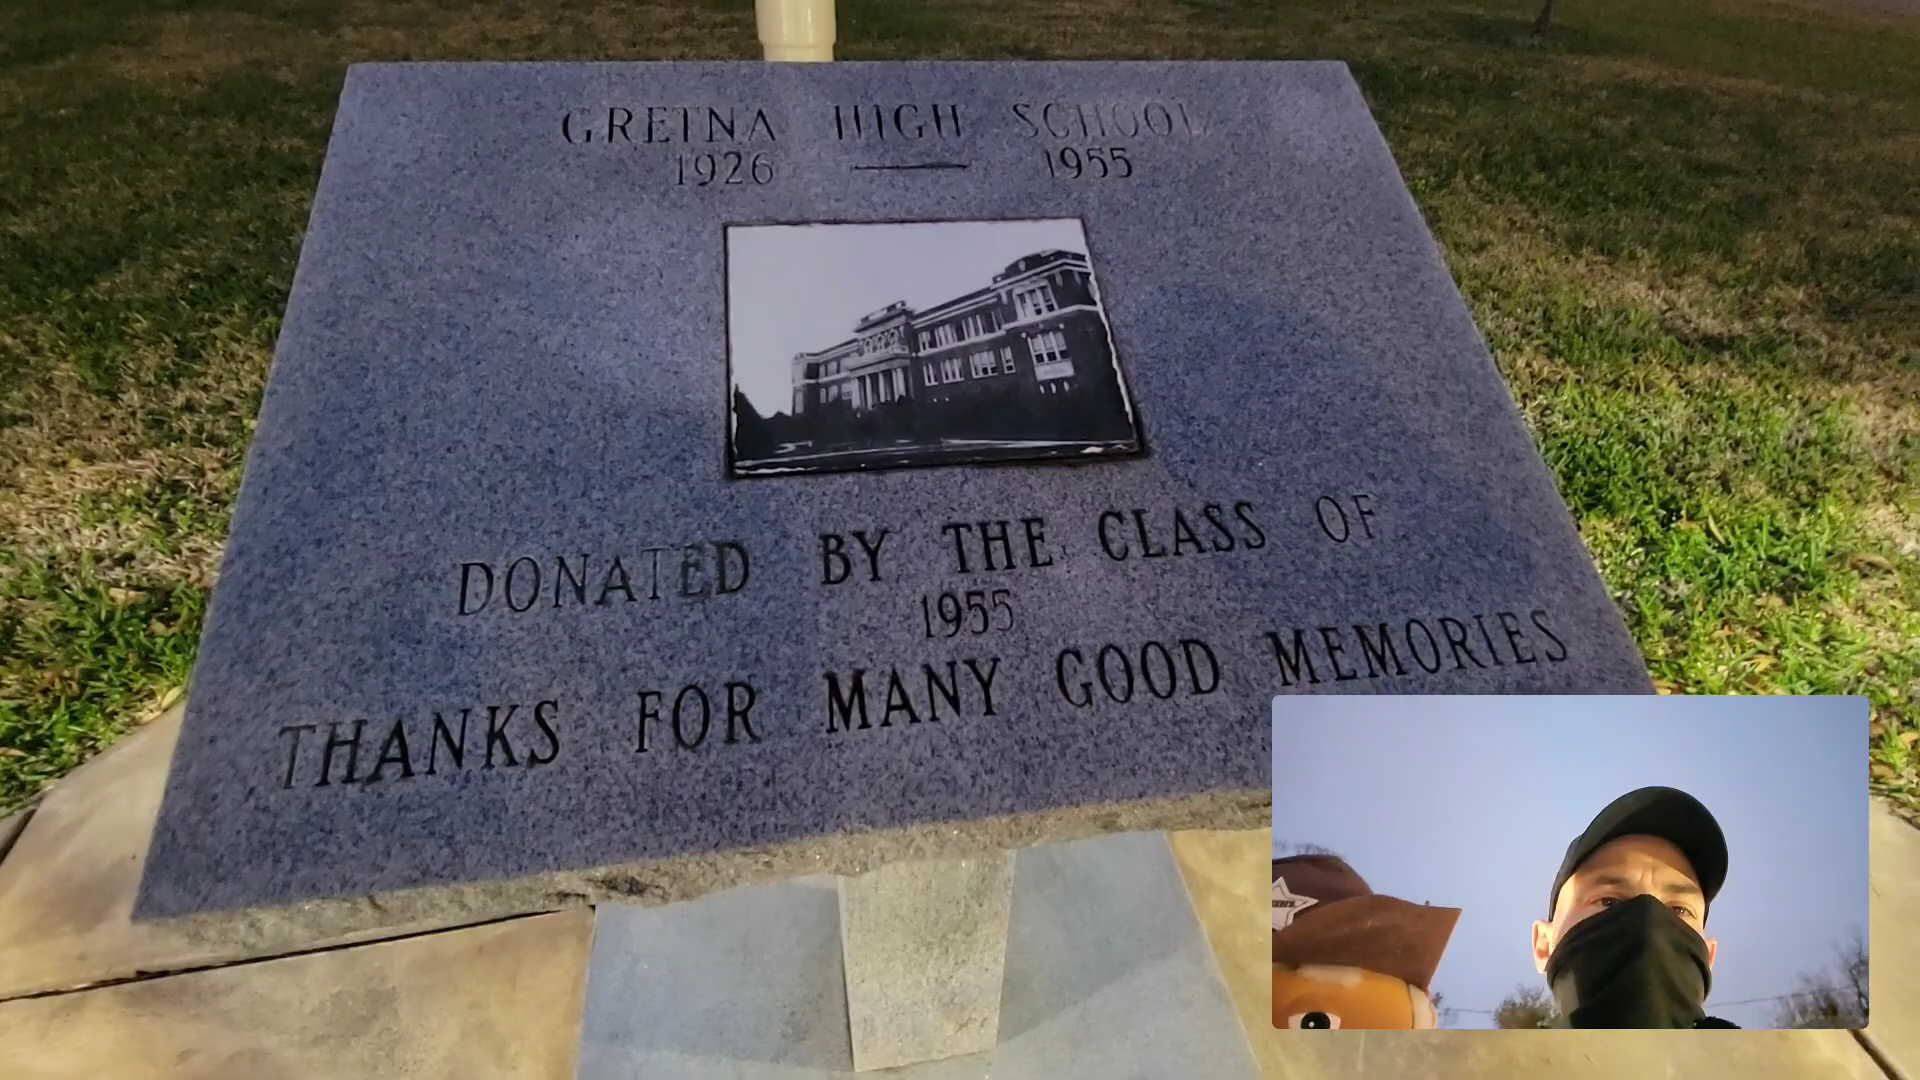 GRETNA HIGH SCHOOL
1926 — 1955
DONATED BY THE CLASS OF
1955
THANKS FOR MANY GOOD MEMORIES